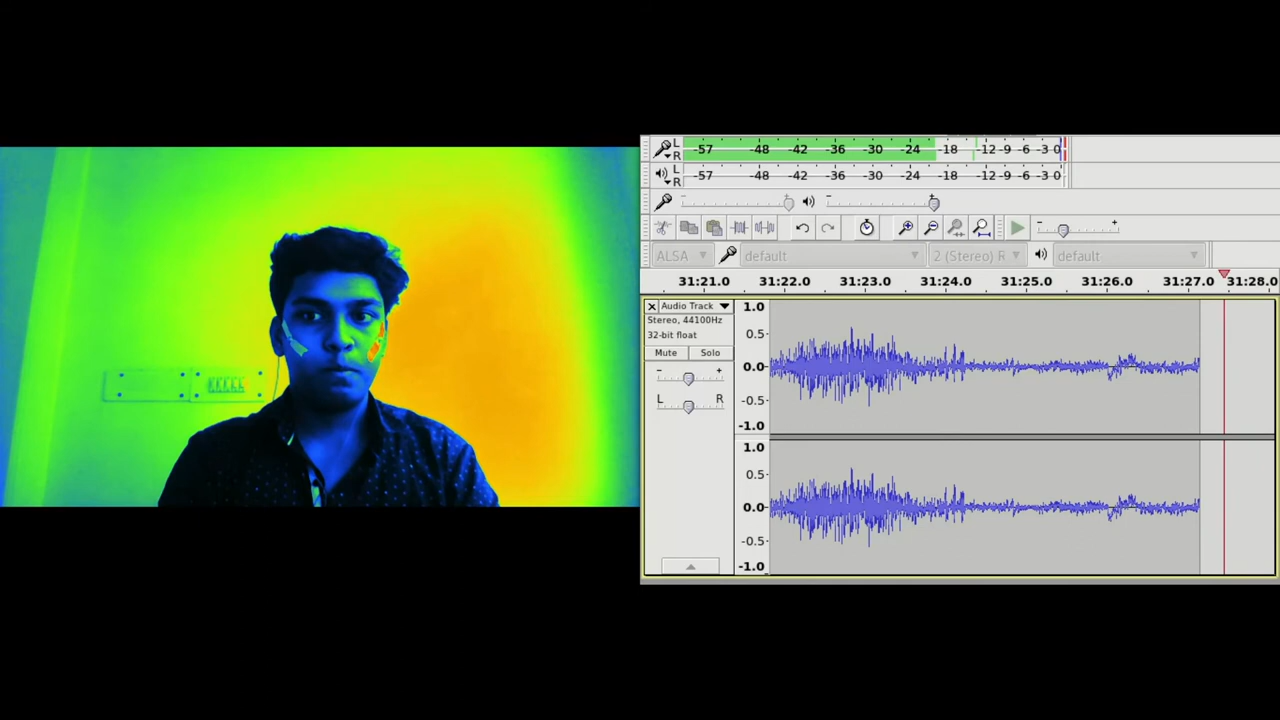 L
R
-57 -48 -42 -36 -30 -24 -18 -12 -9 -6 -3 0
L
R
-57 -48 -42 -36 -30 -24 -18 -12 -9 -6 -3 0
- +
- +
- +
ALSA default 2 (Stereo) R default
31:21.0 31:22.0 31:23.0 31:24.0 31:25.0 31:26.0 31:27.0 31:28.0
Audio Track
Stereo, 44100Hz
32-bit float
Mute Solo
- +
L R
1.0
0.5
0.0
-0.5
-1.0
1.0
0.5
0.0
-0.5
-1.0